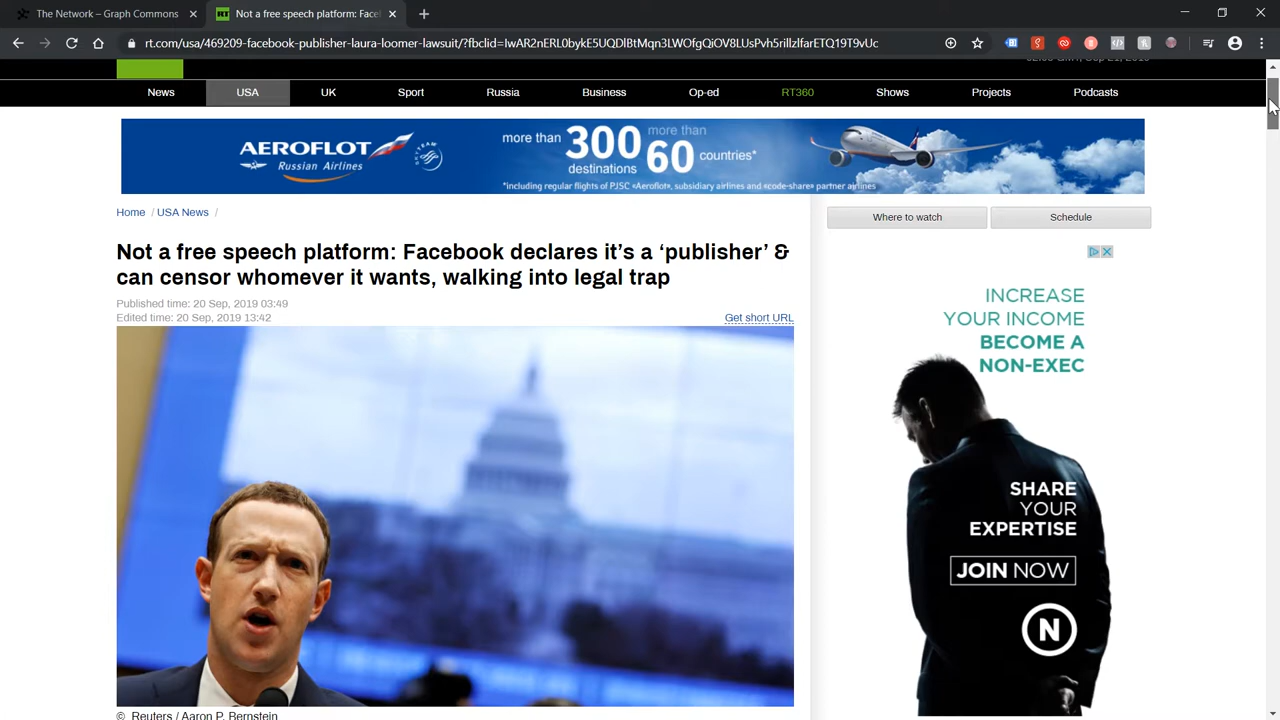 The Network – Graph Commons
Not a free speech platform: Face
rt.com/usa/469209-facebook-publisher-laura-loomer-lawsuit/?fbclid=IwAR2nERL0bykE5UQDlBtMqn3LWOfgQiOV8LUsPvh5rillzlfarETQ19T9vUc
News
USA
UK
Sport
Russia
Business
Op-ed
RT360
Shows
Projects
Podcasts
AEROFLOT
Russian Airlines
more than 300 destinations
more than 60 countries*
*including regular flights of PJSC «Aeroflot», subsidiary airlines and «code-share» partner airlines
Home / USA News /
Where to watch
Schedule
Not a free speech platform: Facebook declares it's a 'publisher' &
can censor whomever it wants, walking into legal trap
Published time: 20 Sep, 2019 03:49
Edited time: 20 Sep, 2019 13:42
Get short URL
INCREASE
YOUR INCOME
BECOME A
NON-EXEC
SHARE
YOUR
EXPERTISE
JOIN NOW
N
© Reuters / Aaron P. Bernstein